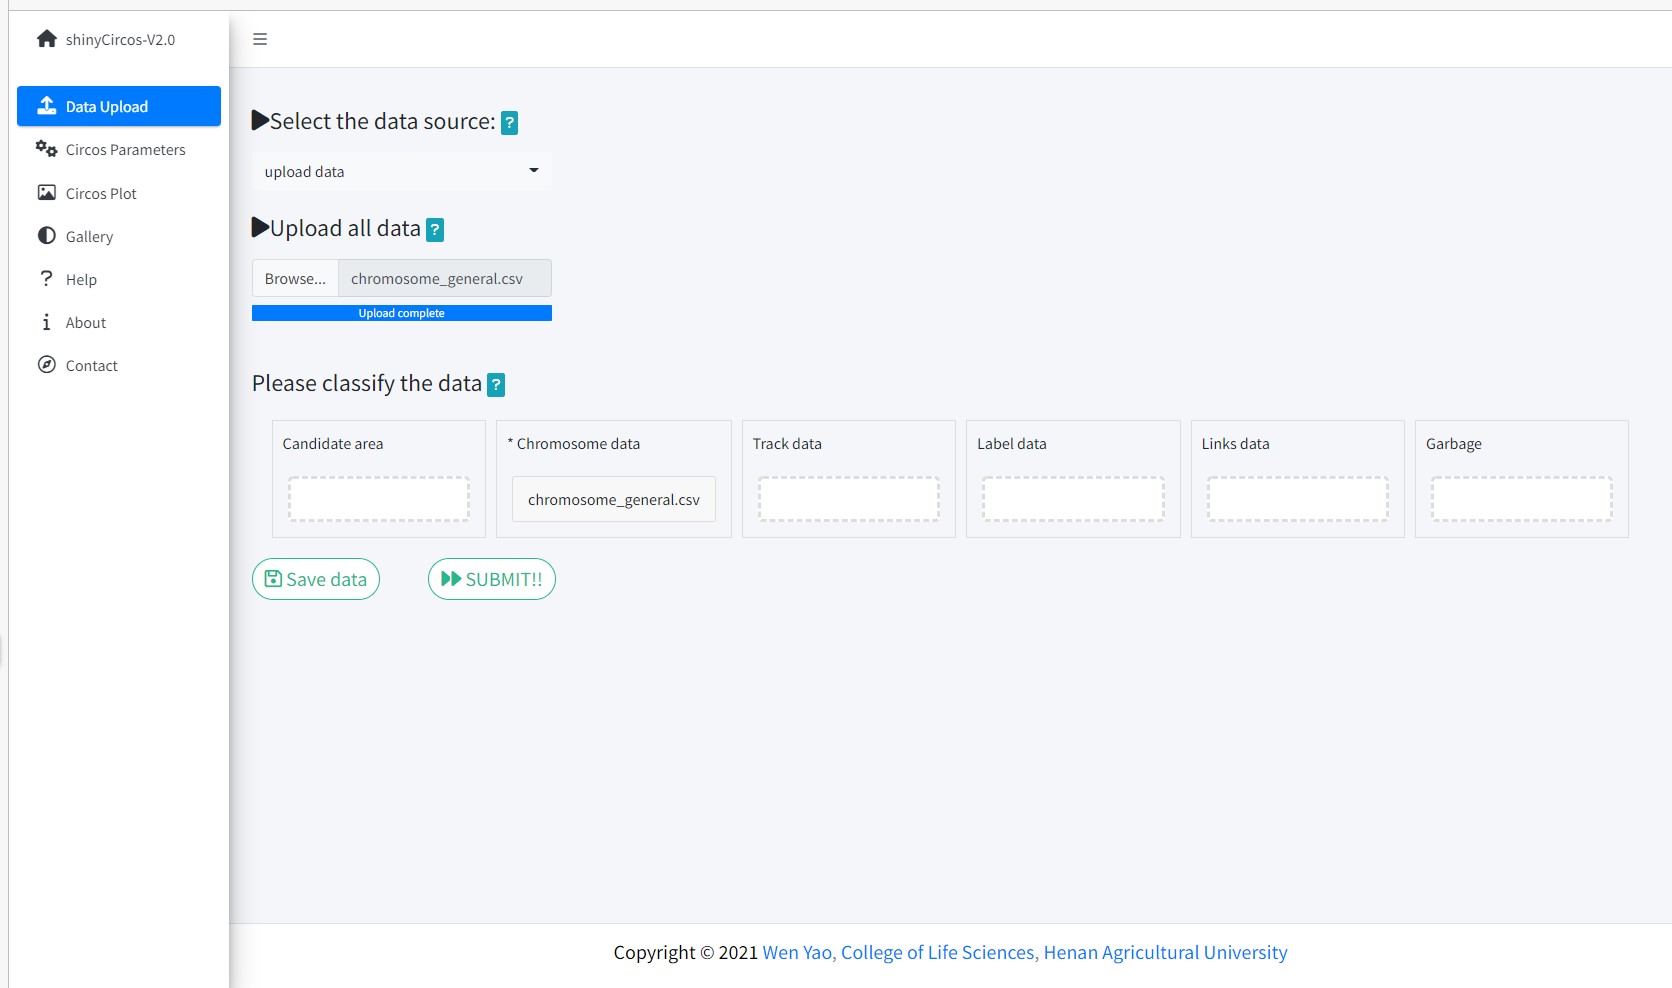 shinyCircos-V2.0
Data Upload
Circos Parameters
Circos Plot
Gallery
Help
About
Contact
Select the data source: ?
upload data
Upload all data ?
Browse... chromosome_general.csv
Upload complete
Please classify the data ?
Candidate area
* Chromosome data
chromosome_general.csv
Track data
Label data
Links data
Garbage
Save data
SUBMIT!!
Copyright © 2021 Wen Yao, College of Life Sciences, Henan Agricultural University